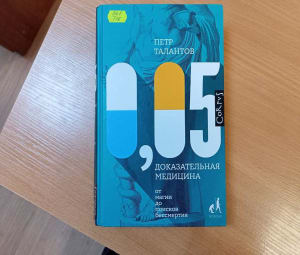 ПЕТР
ТАЛАНТОВ
0,05
CORPUS
ДОКАЗАТЕЛЬНАЯ
МЕДИЦИНА
от
магии
до
поисков
бессмертия